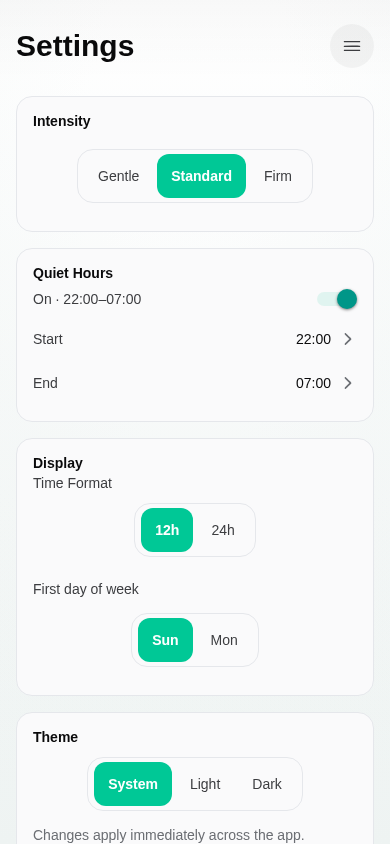 Settings
Intensity
Gentle Standard Firm
Quiet Hours
On · 22:00–07:00
Start 22:00
End 07:00
Display
Time Format
12h 24h
First day of week
Sun Mon
Theme
System Light Dark
Changes apply immediately across the app.